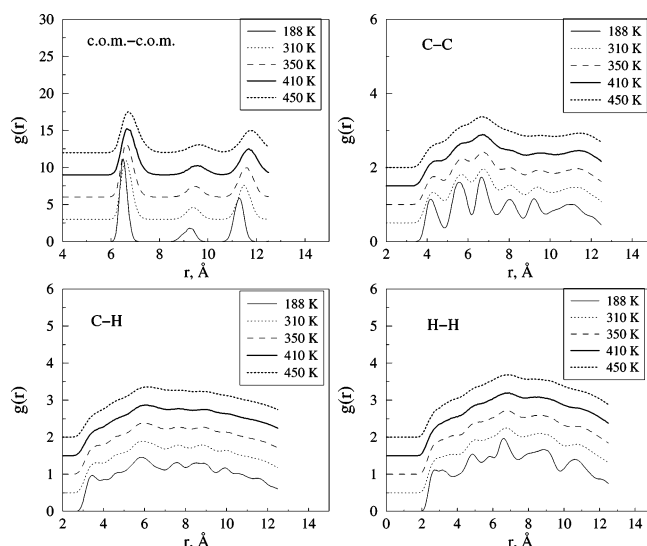 c.o.m.−c.o.m.
188 K
310 K
350 K
410 K
450 K
g(r)
30
25
20
15
10
5
0
4 6 8 10 12 14
r, Å
C−C
188 K
310 K
350 K
410 K
450 K
g(r)
6
4
2
0
2 4 6 8 10 12 14
r, Å
C−H
188 K
310 K
350 K
410 K
450 K
g(r)
6
5
4
3
2
1
0
2 4 6 8 10 12 14
r, Å
H−H
188 K
310 K
350 K
410 K
450 K
g(r)
6
5
4
3
2
1
0
0 2 4 6 8 10 12 14
r, Å